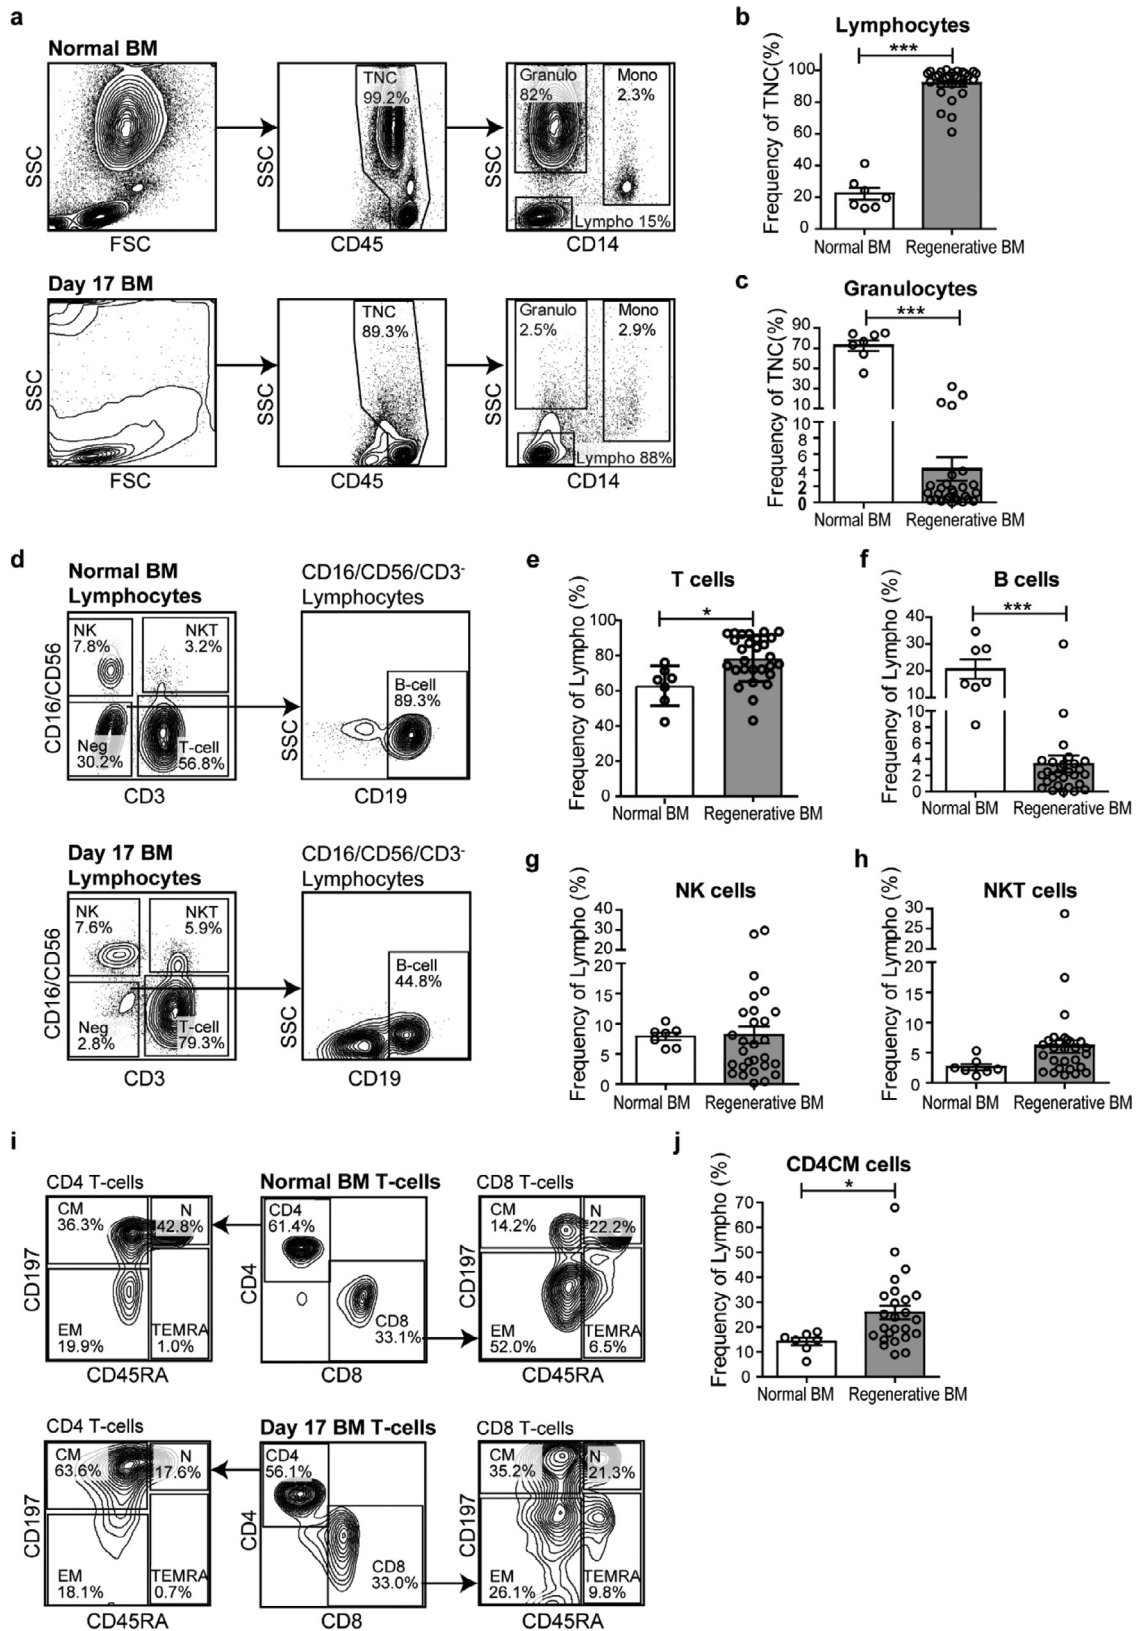 a
Normal BM
SSC
FSC
TNC
99.2%
SSC
CD45
Granulo
82%
Mono
2.3%
Lympho 15%
SSC
CD14
Day 17 BM
SSC
FSC
TNC
89.3%
SSC
CD45
Granulo
2.5%
Mono
2.9%
Lympho 88%
SSC
CD14
b
Lymphocytes
***
Frequency of TNC(%)
100
80
60
40
20
0
Normal BM
Regenerative BM
c
Granulocytes
***
Frequency of TNC(%)
90
70
50
30
10
10
8
6
4
2
0
Normal BM
Regenerative BM
d
Normal BM
Lymphocytes
NK
7.8%
NKT
3.2%
Neg
30.2%
T-cell
56.8%
CD16/CD56
CD3
CD16/CD56/CD3-
Lymphocytes
B-cell
89.3%
SSC
CD19
Day 17 BM
Lymphocytes
NK
7.6%
NKT
5.9%
Neg
2.8%
T-cell
79.3%
CD16/CD56
CD3
CD16/CD56/CD3-
Lymphocytes
B-cell
44.8%
SSC
CD19
e
T cells
*
Frequency of Lympho (%)
100
80
60
40
20
0
Normal BM
Regenerative BM
f
B cells
***
Frequency of Lympho (%)
40
30
20
10
10
8
6
4
2
0
Normal BM
Regenerative BM
g
NK cells
Frequency of Lympho (%)
40
30
20
20
15
10
5
0
Normal BM
Regenerative BM
h
NKT cells
Frequency of Lympho (%)
30
25
20
20
15
10
5
0
Normal BM
Regenerative BM
i
CD4 T-cells
CM
36.3%
N
42.8%
EM
19.9%
TEMRA
1.0%
CD197
CD45RA
Normal BM T-cells
CD4
61.4%
CD8
33.1%
CD4
CD8
CD8 T-cells
CM
14.2%
N
22.2%
EM
52.0%
TEMRA
6.5%
CD197
CD45RA
CD4 T-cells
CM
63.6%
N
17.6%
EM
18.1%
TEMRA
0.7%
CD197
CD45RA
Day 17 BM T-cells
CD4
56.1%
CD8
33.0%
CD4
CD8
CD8 T-cells
CM
35.2%
N
21.3%
EM
26.1%
TEMRA
9.8%
CD197
CD45RA
j
CD4CM cells
*
Frequency of Lympho (%)
70
60
50
40
30
20
10
0
Normal BM
Regenerative BM